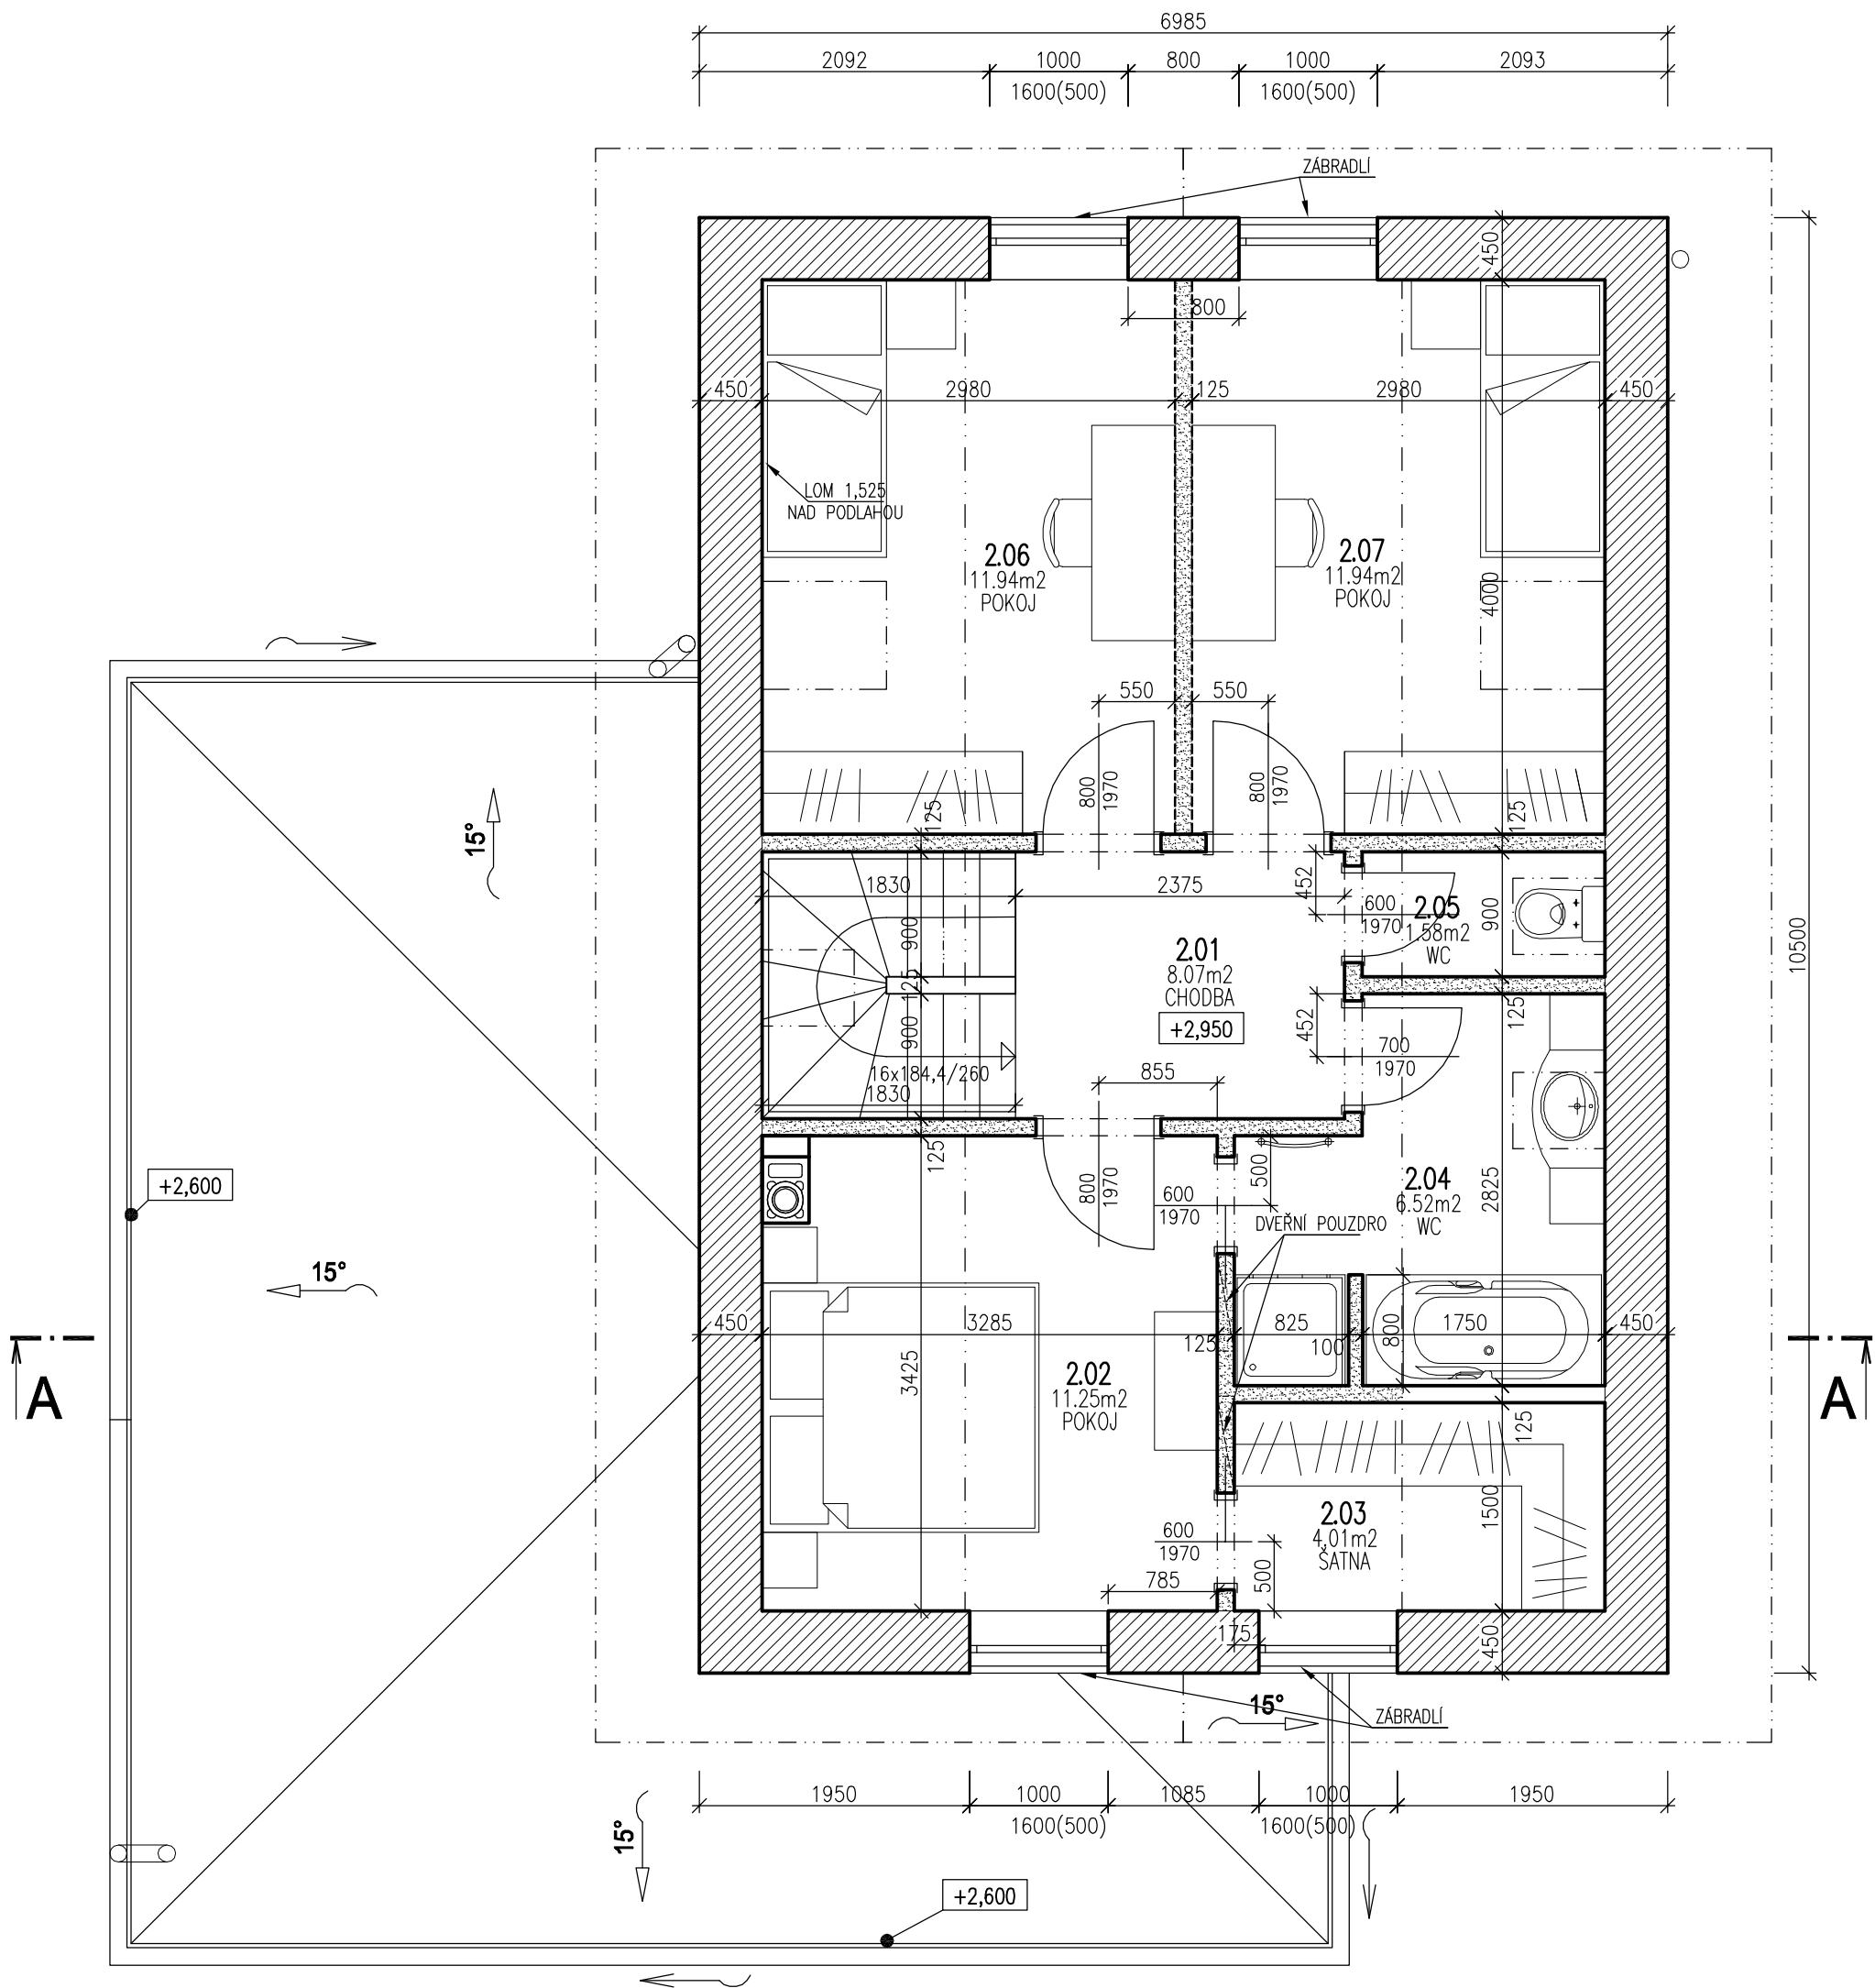 6985
2092 1000 800 1000 2093
1600(500) 1600(500)
ZÁBRADLÍ
450
800
450 2980 125 2980 450
LOM 1,525
NAD PODLAHOU
2.06
11.94m2
POKOJ
2.07
11.94m2
POKOJ
4000
10500
550 550
800
1970
800
1970
125
125
15°
1830
2375
452
600
1970
2.05
1.58m2
WC
900
900
125
900
2.01
8.07m2
CHODBA
+2,950
452
125
700
1970
16x184,4/260
1830
855
125
800
1970
500
600
1970
DVEŘNÍ POUZDRO
2.04
6.52m2
WC
2825
+2,600
15°
450 3285 125 825 100 800 1750 450
A
A
3425
2.02
11.25m2
POKOJ
125
1500
2.03
4,01m2
ŠATNA
600
1970
500
785
175
450
15°
ZÁBRADLÍ
1950 1000 1085 1000 1950
1600(500) 1600(500)
15°
+2,600